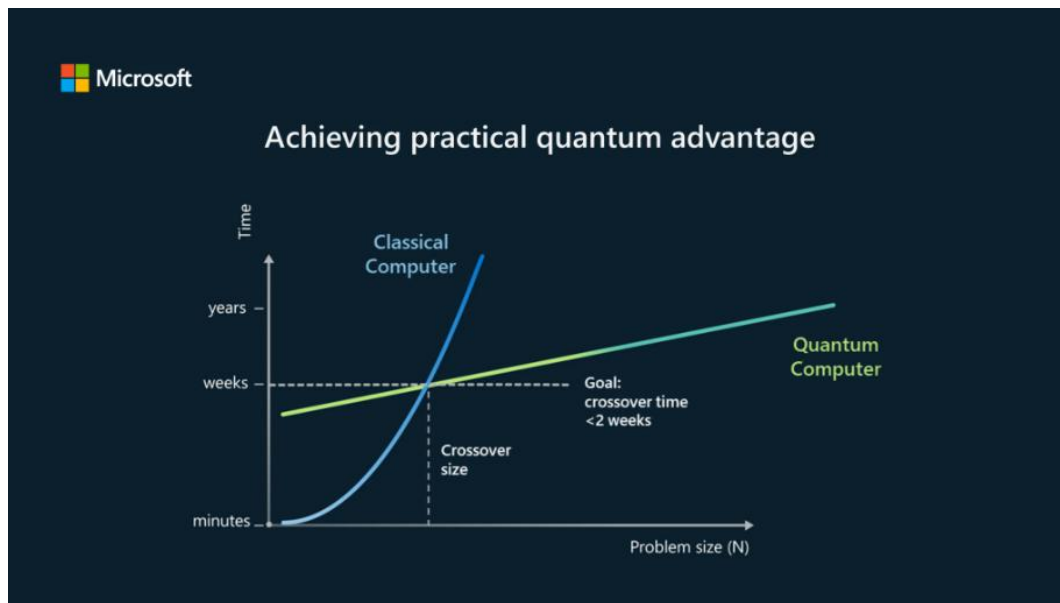 Microsoft
Achieving practical quantum advantage
Time
Classical
Computer
years
Quantum
Computer
weeks
Goal:
crossover time
<2 weeks
Crossover
size
minutes
Problem size (N)